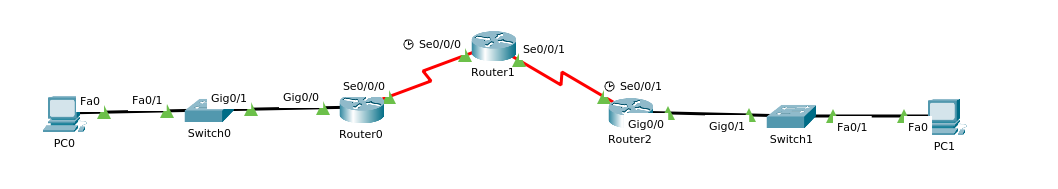 Se0/0/0
Se0/0/1
Router1
Fa0
Fa0/1
Gig0/1
Gig0/0
Se0/0/0
Se0/0/1
PC0
Switch0
Router0
Gig0/0
Router2
Gig0/1
Switch1
Fa0/1
Fa0
PC1